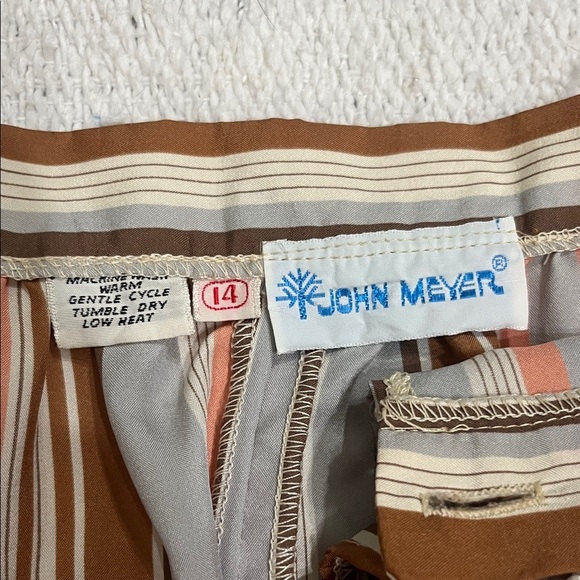 MACHINE WASH
WARM
GENTLE CYCLE
TUMBLE DRY
LOW HEAT
14
JOHN MEYER®